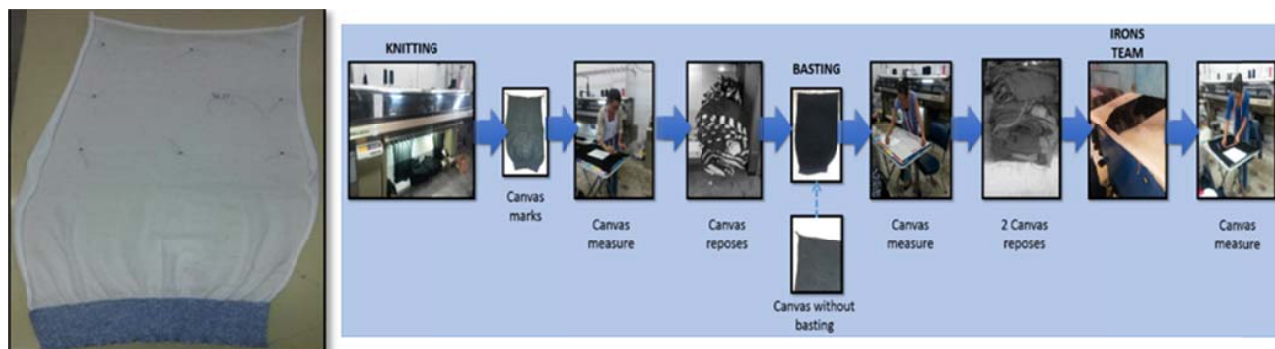 KNITTING
Canvas
marks
Canvas
measure
Canvas
reposes
BASTING
Canvas without
basting
Canvas
measure
2 Canvas
reposes
IRONS
TEAM
Canvas
measure